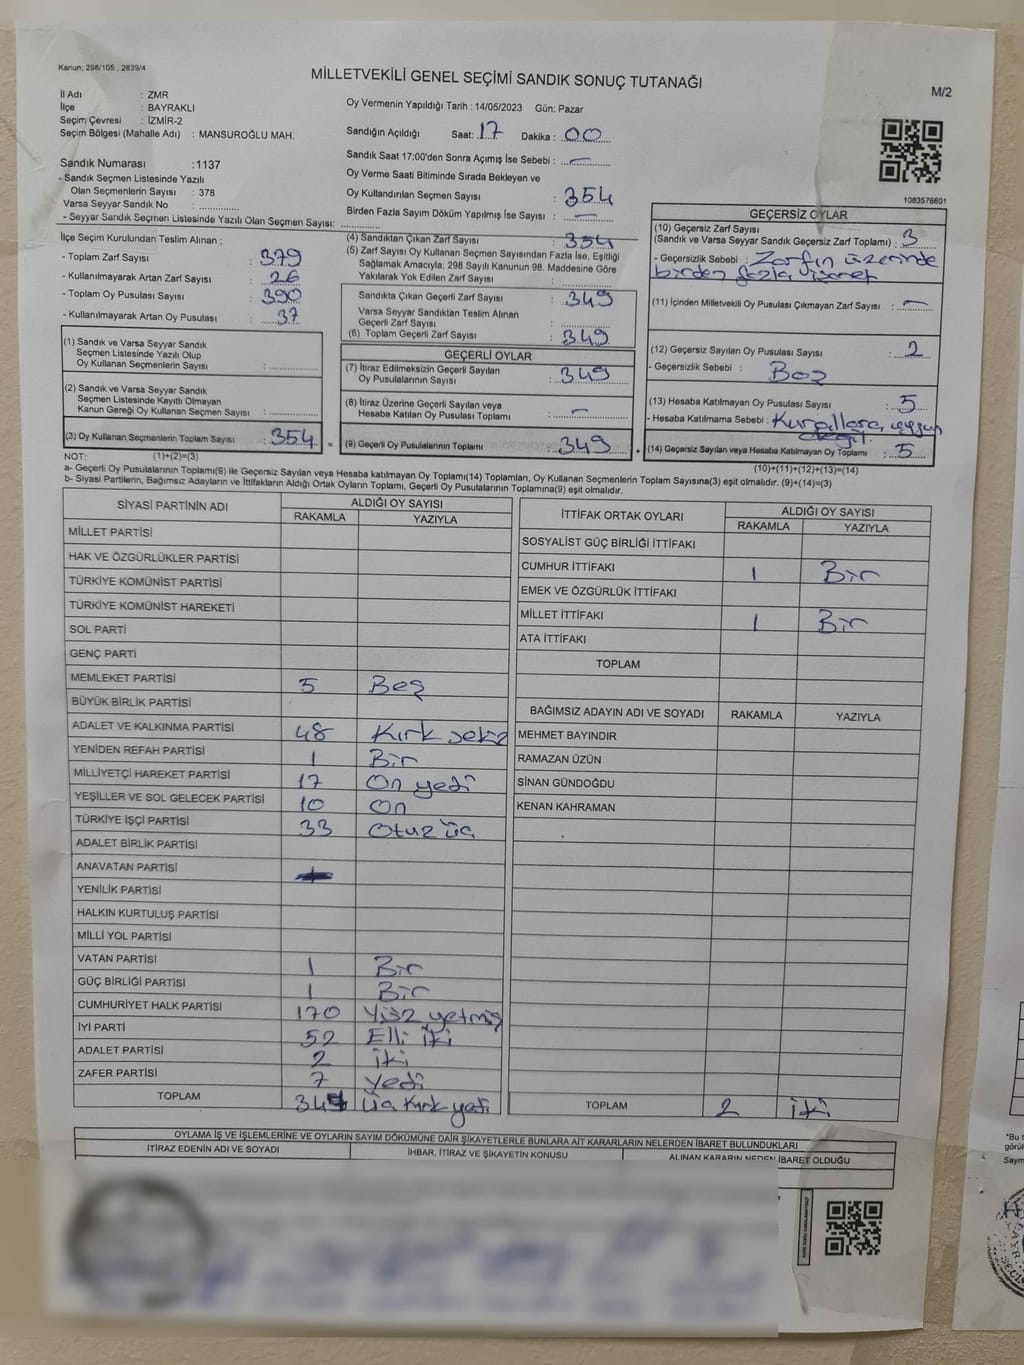 Kanun: 298/105 , 2839/4
MİLLETVEKİLİ GENEL SEÇİMİ SANDIK SONUÇ TUTANAĞI
M/2
İl Adı : ZMR
İlçe : BAYRAKLI
Seçim Çevresi : İZMİR-2
Seçim Bölgesi (Mahalle Adı) : MANSUROĞLU MAH.
Sandık Numarası :1137
- Sandık Seçmen Listesinde Yazılı
Olan Seçmenlerin Sayısı : 378
Varsa Seyyar Sandık No :
- Seyyar Sandık Seçmen Listesinde Yazılı Olan Seçmen Sayısı:
Oy Vermenin Yapıldığı Tarih : 14/05/2023 Gün: Pazar
Sandığın Açıldığı Saat: 17 Dakika : 00
Sandık Saat 17:00'den Sonra Açımış İse Sebebi : —
Oy Verme Saati Bitiminde Sırada Bekleyen ve
Oy Kullandırılan Seçmen Sayısı : 354
Birden Fazla Sayım Döküm Yapılmış İse Sayısı : —
1083576601
İlçe Seçim Kurulundan Teslim Alınan ;
- Toplam Zarf Sayısı : 379
- Kullanılmayarak Artan Zarf Sayısı : 26
- Toplam Oy Pusulası Sayısı : 390
- Kullanılmayarak Artan Oy Pusulası : 37
(1) Sandık ve Varsa Seyyar Sandık
Seçmen Listesinde Yazılı Olup
Oy Kullanan Seçmenlerin Sayısı :
(2) Sandık ve Varsa Seyyar Sandık
Seçmen Listesinde Kayıtlı Olmayan
Kanun Gereği Oy Kullanan Seçmen Sayısı :
(3) Oy Kullanan Seçmenlerin Toplam Sayısı : 354 =
(4) Sandıktan Çıkan Zarf Sayısı : 354
(5) Zarf Sayısı Oy Kullanan Seçmen Sayısından Fazla İse, Eşitliği
Sağlamak Amacıyla; 298 Sayılı Kanunun 98. Maddesine Göre
Yakılarak Yok Edilen Zarf Sayısı :
Sandıkta Çıkan Geçerli Zarf Sayısı : 349
Varsa Seyyar Sandıktan Teslim Alınan
Geçerli Zarf Sayısı :
(6) Toplam Geçerli Zarf Sayısı : 349
GEÇERLİ OYLAR
(7) İtiraz Edilmeksizin Geçerli Sayılan
Oy Pusulalarının Sayısı : 349
(8) İtiraz Üzerine Geçerli Sayılan veya
Hesaba Katılan Oy Pusulası Toplamı : —
(9) Geçerli Oy Pusulalarının Toplamı : 349 +
GEÇERSİZ OYLAR
(10) Geçersiz Zarf Sayısı
(Sandık ve Varsa Seyyar Sandık Geçersiz Zarf Toplamı) : 3
- Geçersizlik Sebebi : Zarfın üzerinde
birden fazla işaret
(11) İçinden Milletvekili Oy Pusulası Çıkmayan Zarf Sayısı : —
(12) Geçersiz Sayılan Oy Pusulası Sayısı : 2
- Geçersizlik Sebebi : Boş
(13) Hesaba Katılmayan Oy Pusulası Sayısı : 5
- Hesaba Katılmama Sebebi : Kurallara uygun
değil.
(14) Geçersiz Sayılan veya Hesaba Katılmayan Oy Toplamı : 5
NOT: (1)+(2)=(3)
(10)+(11)+(12)+(13)=(14)
a- Geçerli Oy Pusulalarının Toplamı(9) ile Geçersiz Sayılan veya Hesaba katılmayan Oy Toplamı(14) Toplamları, Oy Kullanan Seçmenlerin Toplam Sayısına(3) eşit olmalıdır. (9)+(14)=(3)
b- Siyasi Partilerin, Bağımsız Adayların ve İttifakların Aldığı Ortak Oyların Toplamı, Geçerli Oy Pusulalarının Toplamına(9) eşit olmalıdır.
SİYASİ PARTİNİN ADI ALDIĞI OY SAYISI
RAKAMLA YAZIYLA
MİLLET PARTİSİ
HAK VE ÖZGÜRLÜKLER PARTİSİ
TÜRKİYE KOMÜNİST PARTİSİ
TÜRKİYE KOMÜNİST HAREKETİ
SOL PARTİ
GENÇ PARTİ
MEMLEKET PARTİSİ 5 Beş
BÜYÜK BİRLİK PARTİSİ
ADALET VE KALKINMA PARTİSİ 48 Kırk sekiz
YENİDEN REFAH PARTİSİ 1 Bir
MİLLİYETÇİ HAREKET PARTİSİ 17 On yedi
YEŞİLLER VE SOL GELECEK PARTİSİ 10 On
TÜRKİYE İŞÇİ PARTİSİ 33 Otuz üç
ADALET BİRLİK PARTİSİ
ANAVATAN PARTİSİ
YENİLİK PARTİSİ
HALKIN KURTULUŞ PARTİSİ
MİLLİ YOL PARTİSİ
VATAN PARTİSİ 1 Bir
GÜÇ BİRLİĞİ PARTİSİ 1 Bir
CUMHURİYET HALK PARTİSİ 170 Yüz yetmiş
İYİ PARTİ 52 Elli iki
ADALET PARTİSİ 2 iki
ZAFER PARTİSİ 7 Yedi
TOPLAM 347 Üç Kırk yedi
İTTİFAK ORTAK OYLARI ALDIĞI OY SAYISI
RAKAMLA YAZIYLA
SOSYALİST GÜÇ BİRLİĞİ İTTİFAKI
CUMHUR İTTİFAKI 1 Bir
EMEK VE ÖZGÜRLÜK İTTİFAKI
MİLLET İTTİFAKI 1 Bir
ATA İTTİFAKI
TOPLAM
BAĞIMSIZ ADAYIN ADI VE SOYADI RAKAMLA YAZIYLA
MEHMET BAYINDIR
RAMAZAN ÜZÜN
SİNAN GÜNDOĞDU
KENAN KAHRAMAN
TOPLAM 2 iki
OYLAMA İŞ VE İŞLEMLERİNE VE OYLARIN SAYIM DÖKÜMÜNE DAİR ŞİKAYETLERLE BUNLARA AİT KARARLARIN NELERDEN İBARET BULUNDUKLARI
İTİRAZ EDENİN ADI VE SOYADI İHBAR, İTİRAZ VE ŞİKAYETİN KONUSU ALINAN KARARIN NEDEN İBARET OLDUĞU